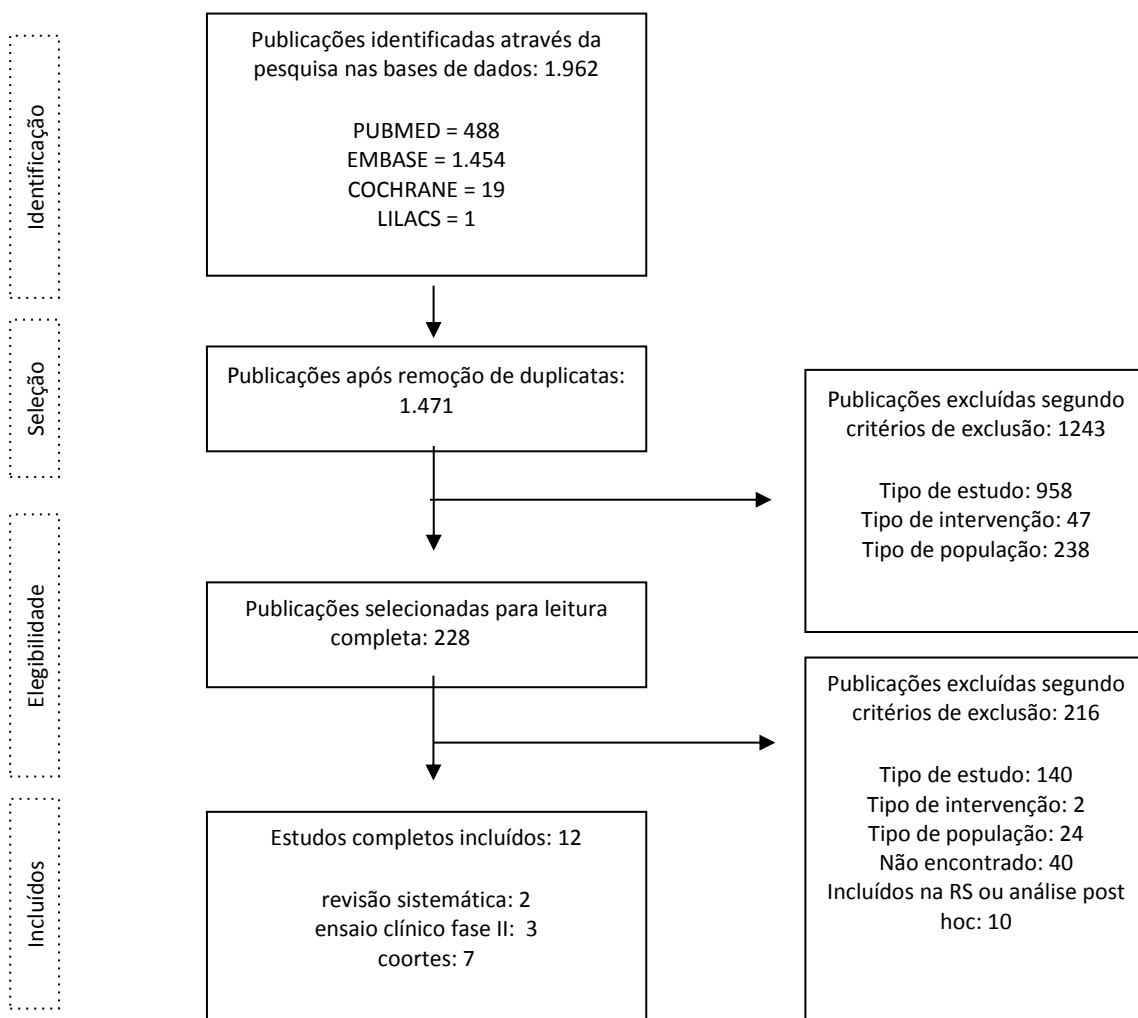 Identificação
Publicações identificadas através da
pesquisa nas bases de dados: 1.962
PUBMED = 488
EMBASE = 1.454
COCHRANE = 19
LILACS = 1
Seleção
Publicações após remoção de duplicatas:
1.471
Publicações excluídas segundo
critérios de exclusão: 1243
Tipo de estudo: 958
Tipo de intervenção: 47
Tipo de população: 238
Elegibilidade
Publicações selecionadas para leitura
completa: 228
Publicações excluídas segundo
critérios de exclusão: 216
Tipo de estudo: 140
Tipo de intervenção: 2
Tipo de população: 24
Não encontrado: 40
Incluídos na RS ou análise post
hoc: 10
Incluídos
Estudos completos incluídos: 12
revisão sistemática: 2
ensaio clínico fase II: 3
coortes: 7